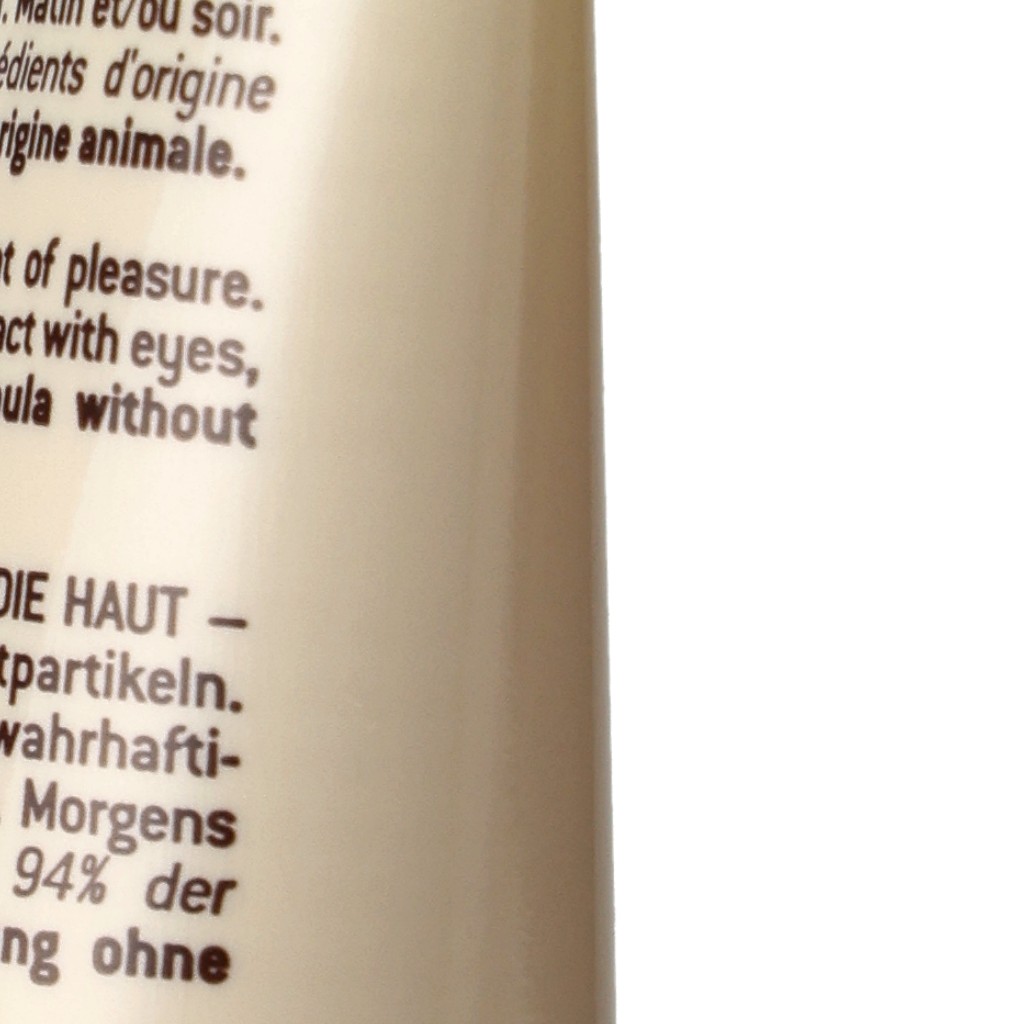 . Matin et/ou soir.
édients d'origine
rigine animale.
t of pleasure.
act with eyes,
ula without
DIE HAUT –
tpartikeln.
wahrhafti-
. Morgens
94% der
ng ohne